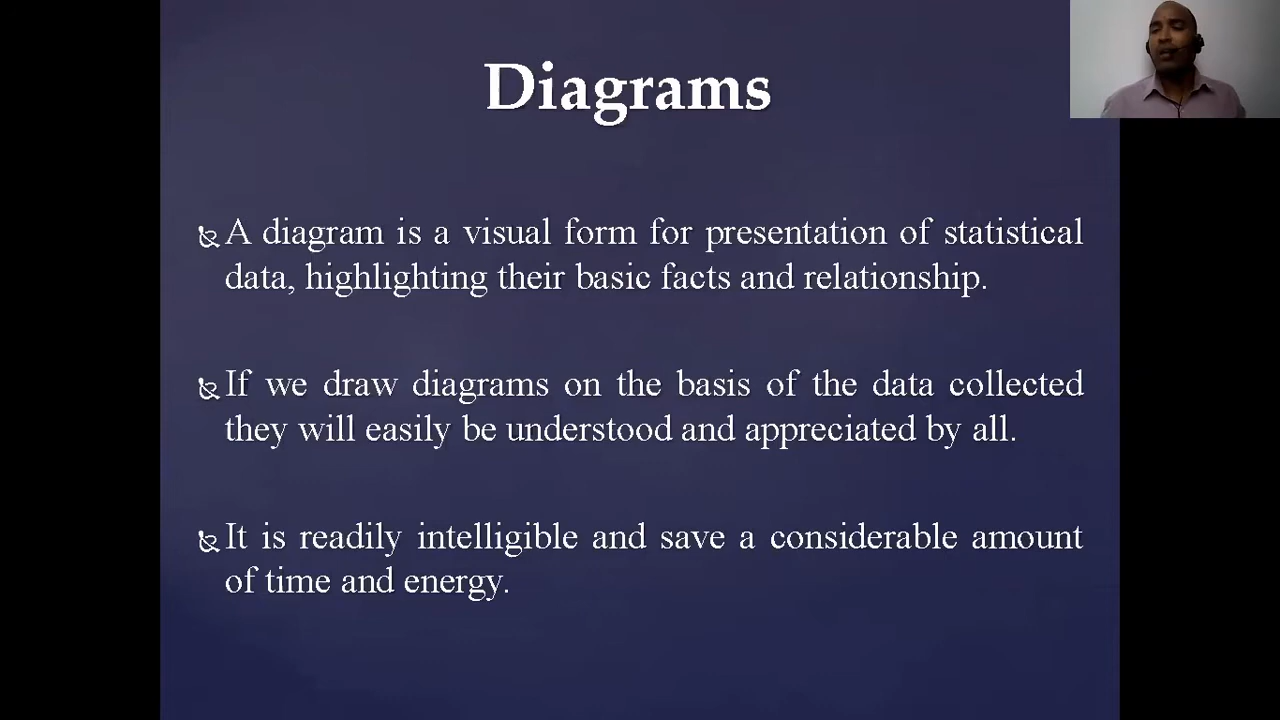 Diagrams
A diagram is a visual form for presentation of statistical
data, highlighting their basic facts and relationship.
If we draw diagrams on the basis of the data collected
they will easily be understood and appreciated by all.
It is readily intelligible and save a considerable amount
of time and energy.